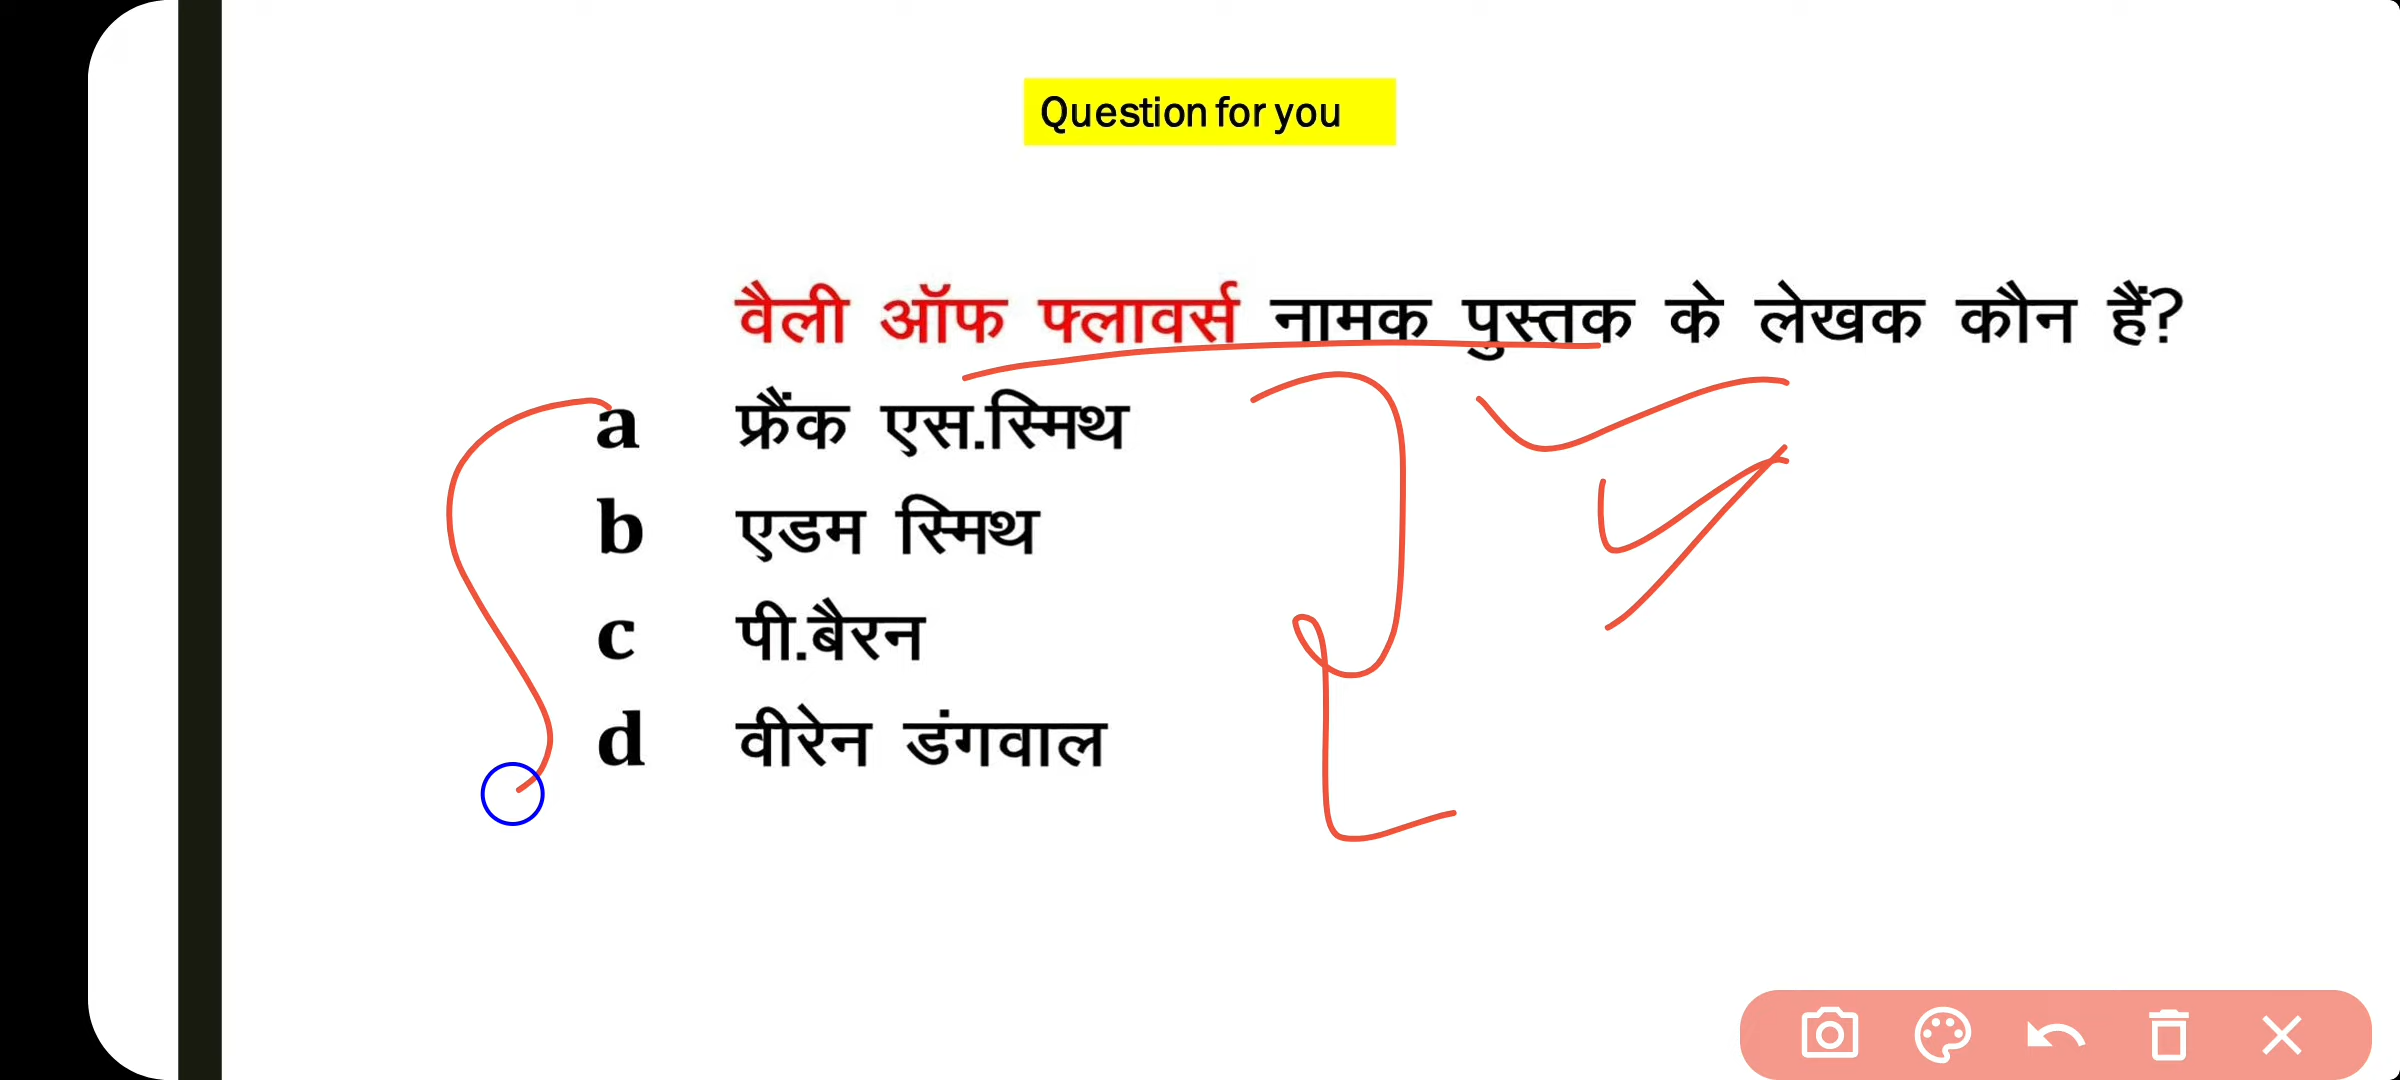 Question for you
वैली ऑफ फ्लावर्स नामक पुस्तक के लेखक कौन हैं?
a फ्रैंक एस.स्मिथ
b एडम स्मिथ
c पी.बैरन
d वीरेन डंगवाल